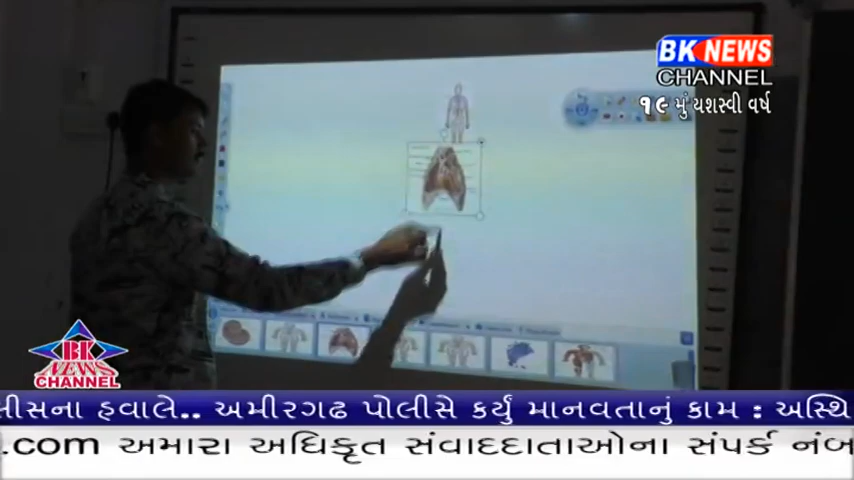 BK NEWS
CHANNEL
૧૯ મું યશસ્વી વર્ષ
BK
NEWS
CHANNEL
લીસના હવાલે.. અમીરગઢ પોલીસે કર્યું માનવતાનું કામ : અસ્થિ
.com અમારા અધિકૃત સંવાદદાતાઓના સંપર્ક નંબ